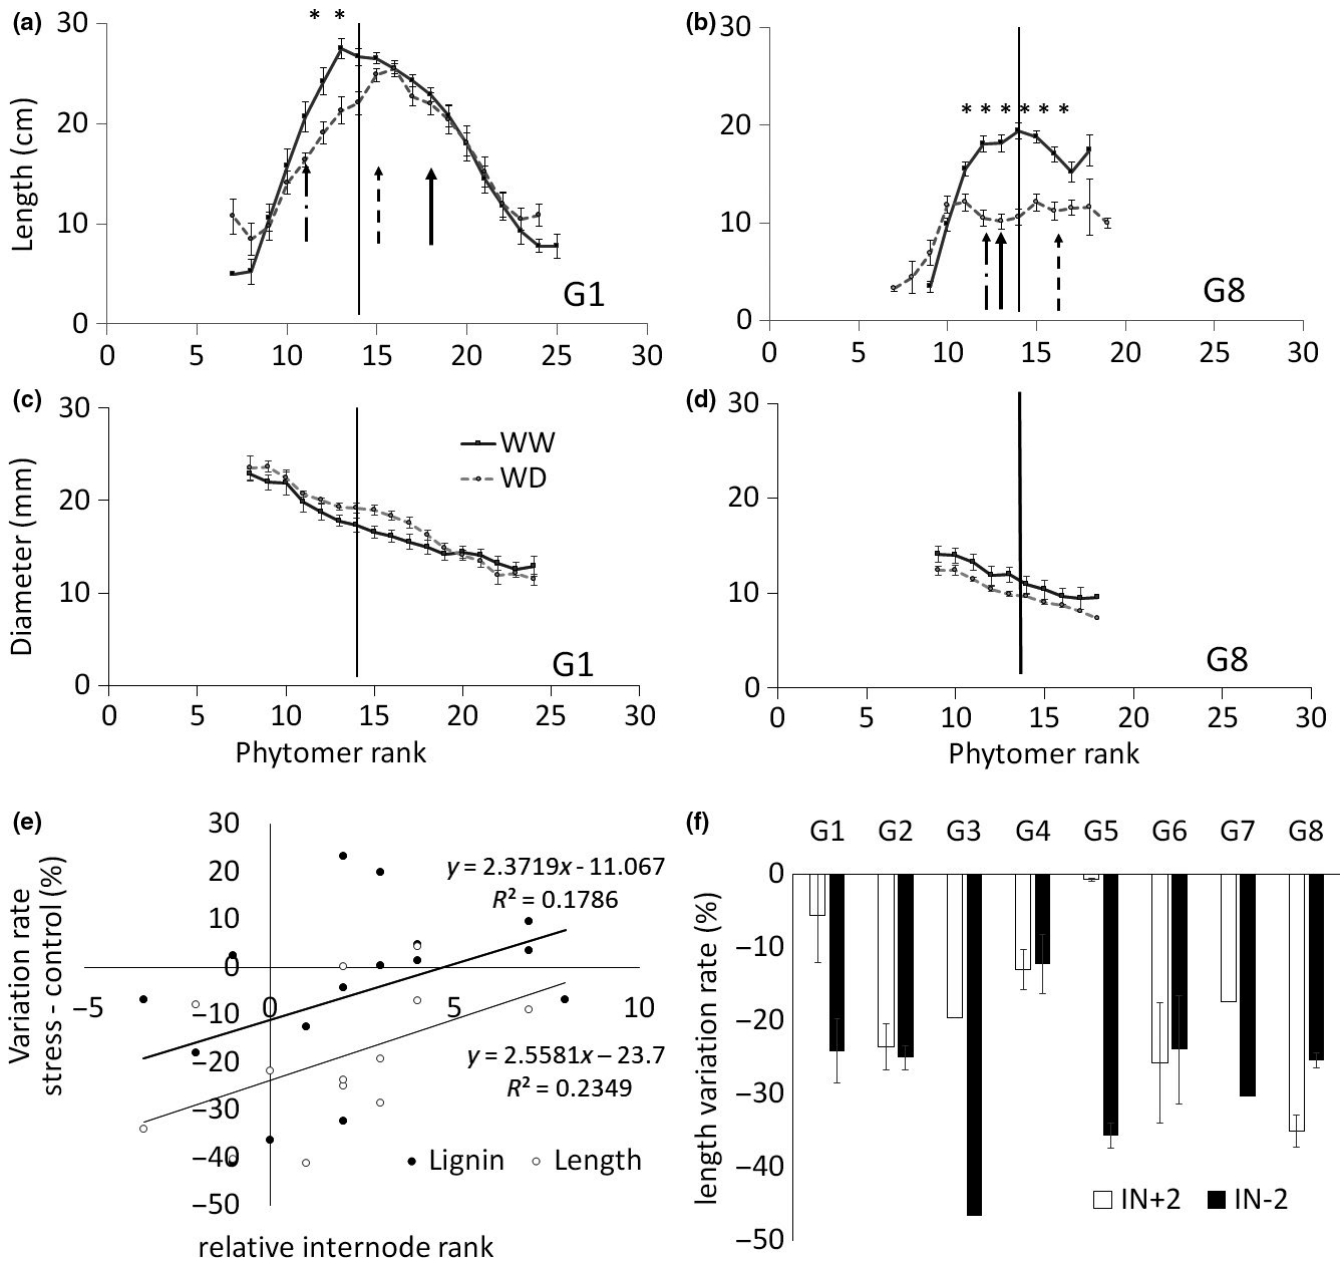 (a)
30
20
10
0
Length (cm)
* *
G1
0 5 10 15 20 25 30
(b)
30
20
10
0
* * * * * *
G8
0 5 10 15 20 25 30
(c)
30
20
10
0
Diameter (mm)
WW
WD
G1
0 5 10 15 20 25 30
Phytomer rank
(d)
30
20
10
0
G8
0 5 10 15 20 25 30
Phytomer rank
(e)
30
20
10
0
−10
−20
−30
−40
−50
Variation rate
stress - control (%)
−5 0 5 10
y = 2.3719x - 11.067
R² = 0.1786
y = 2.5581x − 23.7
R² = 0.2349
Lignin Length
relative internode rank
(f)
G1 G2 G3 G4 G5 G6 G7 G8
0
−10
−20
−30
−40
−50
length variation rate (%)
IN+2 IN-2